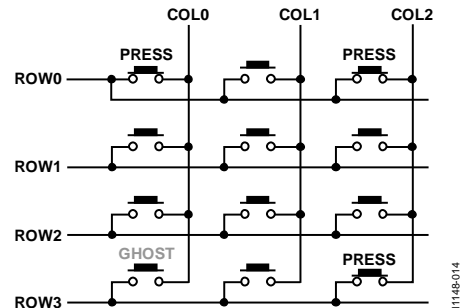 COL0 COL1 COL2
PRESS PRESS
ROW0
ROW1
ROW2
GHOST PRESS
ROW3
11148-014